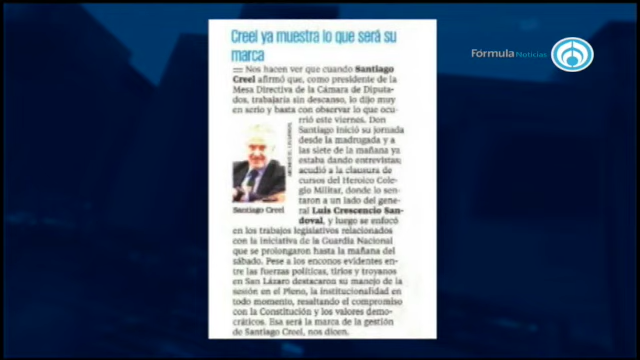 Creel ya muestra lo que será su
marca
— Nos hacen ver que cuando Santiago
Creel afirmó que, como presidente de la
Mesa Directiva de la Cámara de Diputa-
dos, trabajaría sin descanso, lo dijo muy
en serio y basta con observar lo que ocu-
rrió este viernes. Don
Santiago inició su jornada
desde la madrugada y a
las siete de la mañana ya
estaba dando entrevistas;
acudió a la clausura de
cursos del Heroico Cole-
gio Militar, donde lo sen-
taron a un lado del gene-
ral Luis Crescencio San-
doval, y luego se enfocó
en los trabajos legislativos relacionados
con la iniciativa de la Guardia Nacional
que se prolongaron hasta la mañana del
sábado. Pese a los enconos evidentes en-
tre las fuerzas políticas, tirios y troyanos
en San Lázaro destacaron su manejo de la
sesión en el Pleno, la institucionalidad en
todo momento, resaltando el compromiso
con la Constitución y los valores demo-
cráticos. Esa será la marca de la gestión
de Santiago Creel, nos dicen.
Santiago Creel
Fórmula Noticias